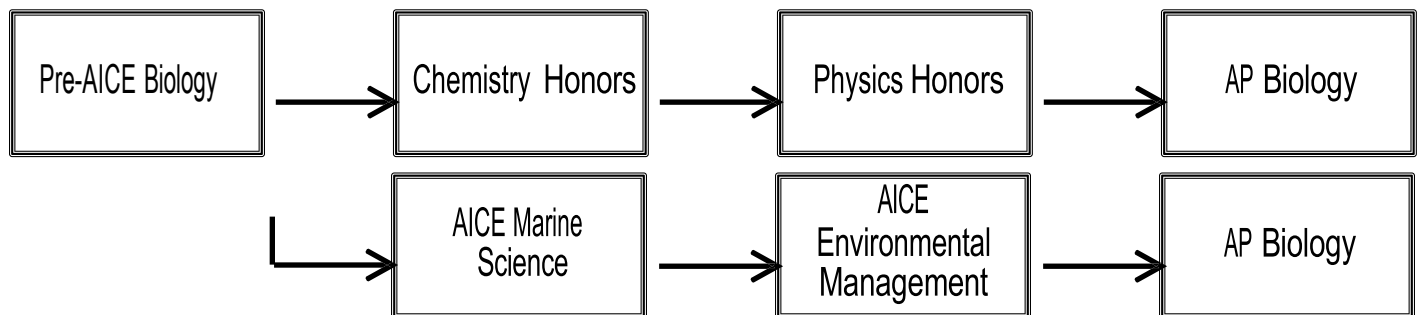 Pre-AICE Biology
Chemistry Honors
Physics Honors
AP Biology
AICE Marine
Science
AICE
Environmental
Management
AP Biology